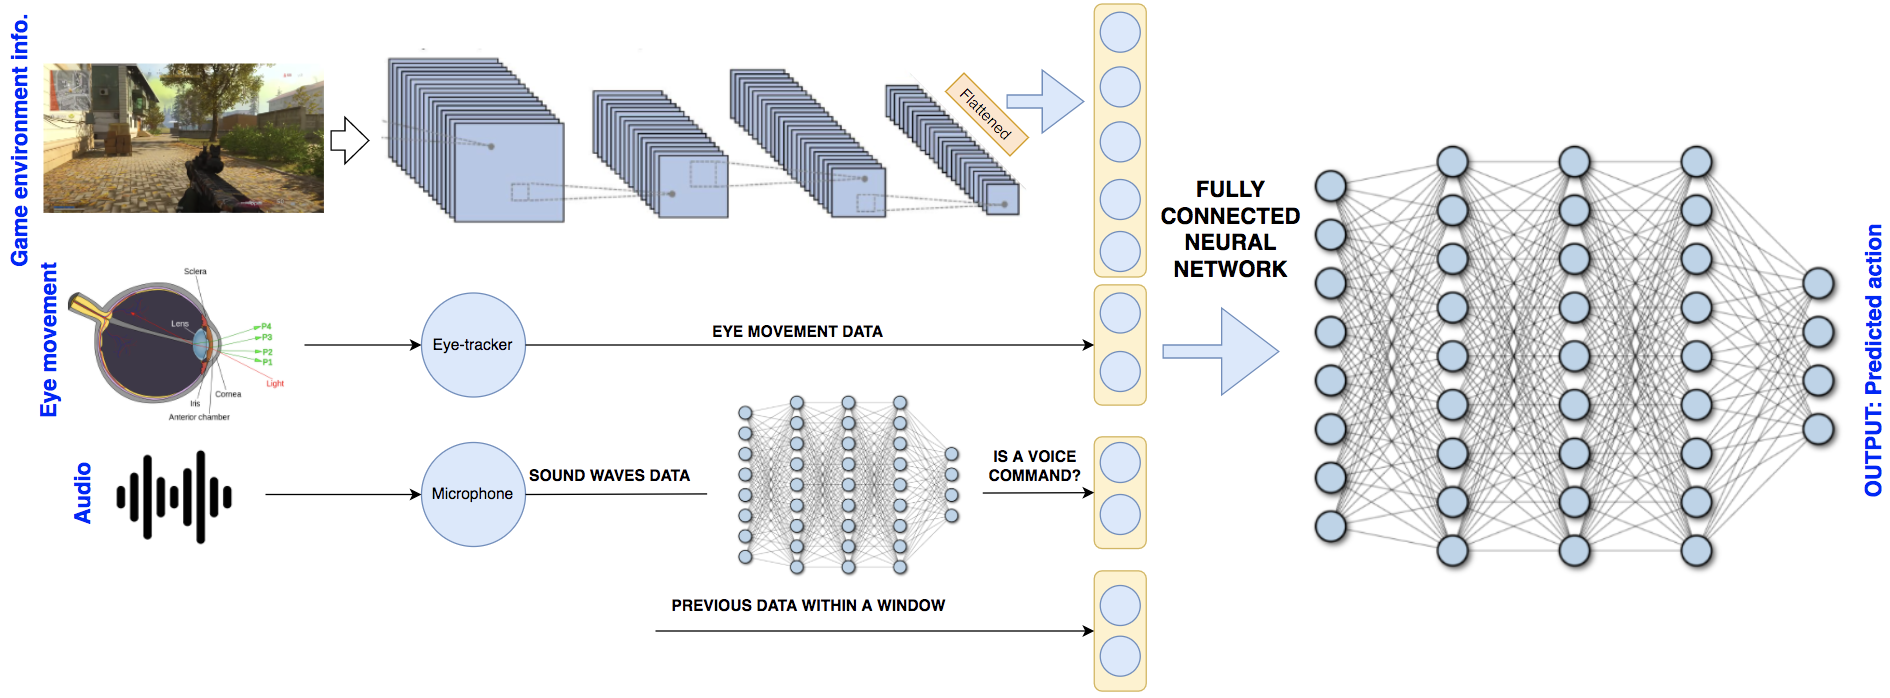 Game environment info.
Flattened
FULLY
CONNECTED
NEURAL
NETWORK
OUTPUT: Predicted action
Eye movement
Sclera
Lens
P4
P3
P2
P1
Light
Cornea
Iris
Anterior chamber
Eye-tracker
EYE MOVEMENT DATA
Audio
Microphone
SOUND WAVES DATA
IS A VOICE
COMMAND?
PREVIOUS DATA WITHIN A WINDOW